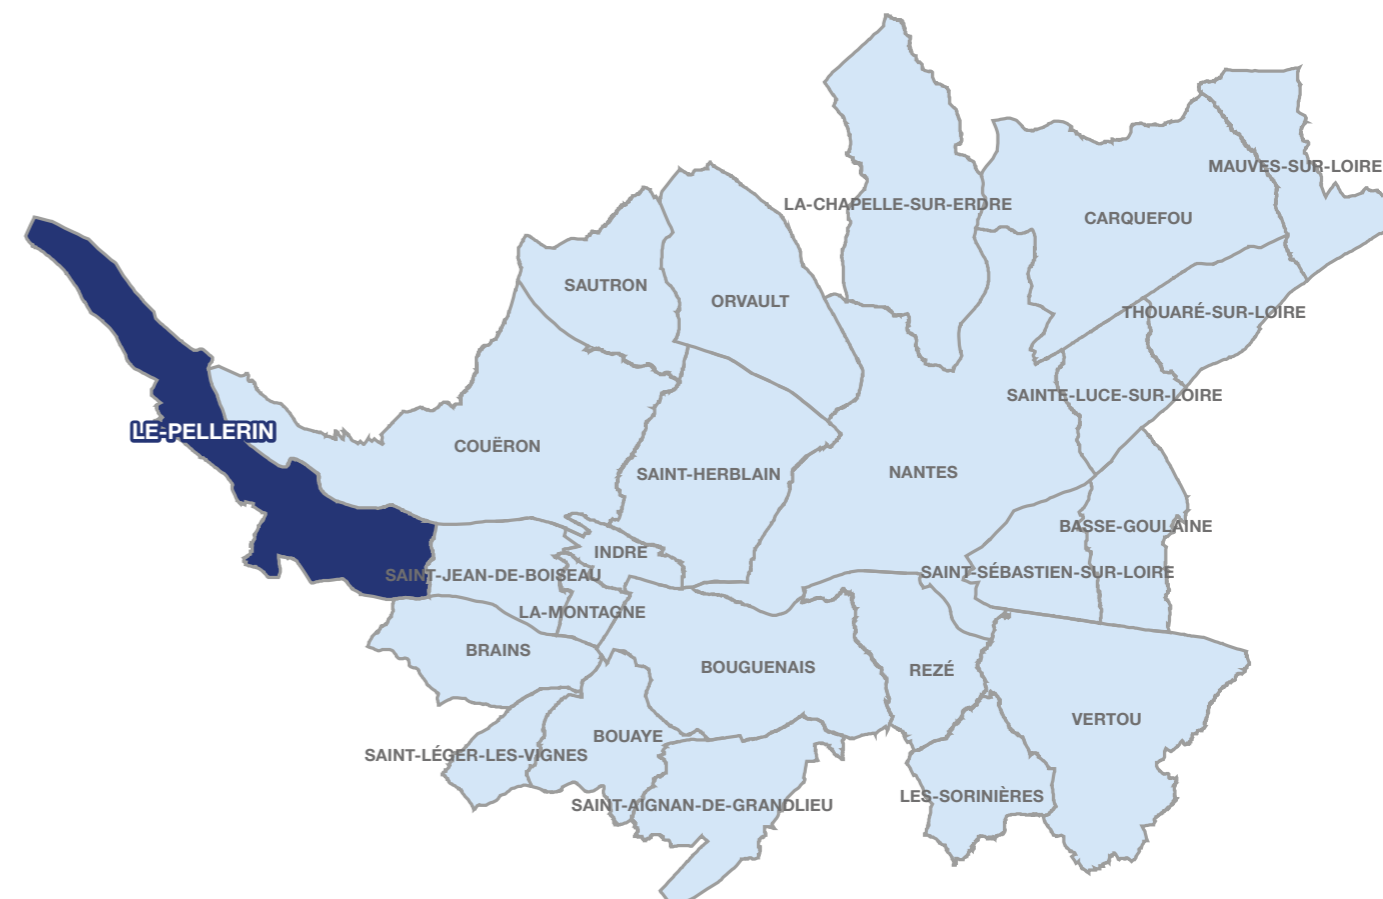 MAUVES-SUR-LOIRE
LA-CHAPELLE-SUR-ERDRE
CARQUEFOU
SAUTRON
ORVAULT
THOUARÉ-SUR-LOIRE
SAINTE-LUCE-SUR-LOIRE
LE-PELLERIN
COUËRON
SAINT-HERBLAIN
NANTES
BASSE-GOULAINE
INDRE
SAINT-JEAN-DE-BOISEAU
SAINT-SÉBASTIEN-SUR-LOIRE
LA-MONTAGNE
BRAINS
BOUGUENAIS
REZÉ
VERTOU
BOUAYE
SAINT-LÉGER-LES-VIGNES
LES-SORINIÈRES
SAINT-AIGNAN-DE-GRANDLIEU